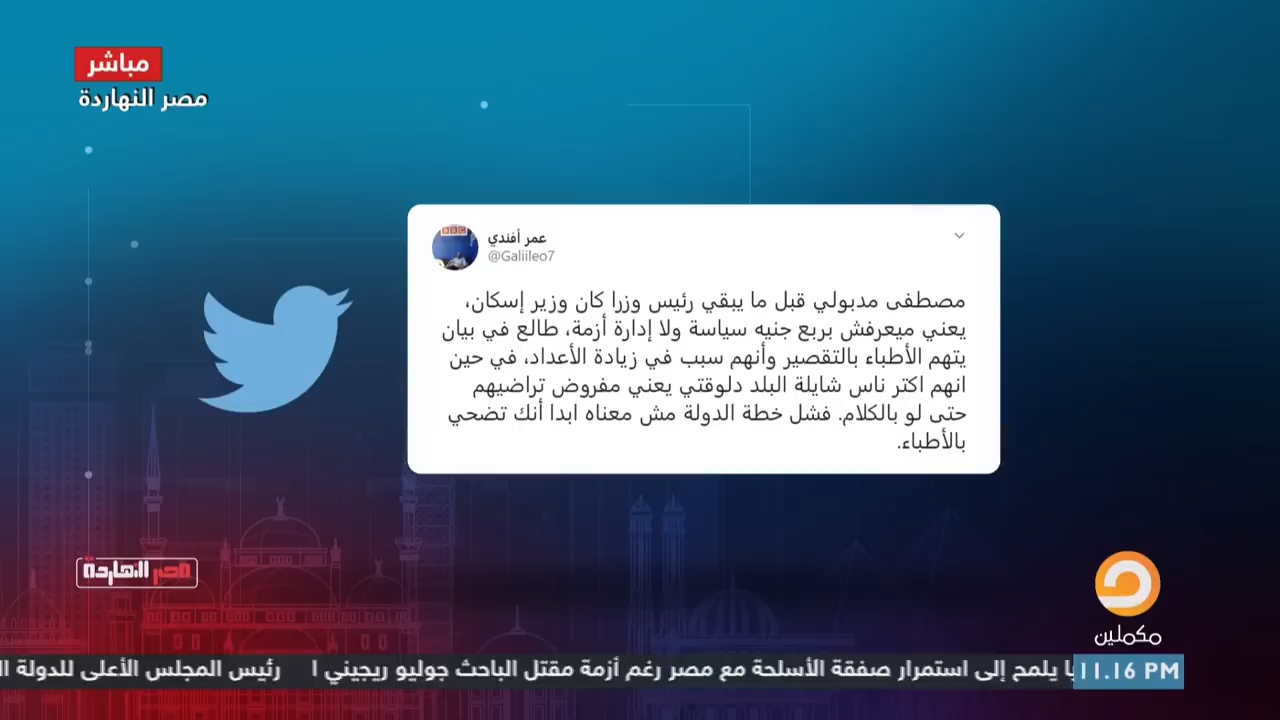 مباشر
مصر النهاردة
BBC
عمر أفندي
@Galiileo7
مصطفى مدبولي قبل ما يبقي رئيس وزرا كان وزير إسكان،
يعني ميعرفش بربع جنيه سياسة ولا إدارة أزمة، طالع في بيان
يتهم الأطباء بالتقصير وأنهم سبب في زيادة الأعداد، في حين
انهم اكتر ناس شايلة البلد دلوقتي يعني مفروض تراضيهم
حتى لو بالكلام. فشل خطة الدولة مش معناه ابدا أنك تضحي
بالأطباء.
مصر النهاردة
مكملين
يلمح إلى استمرار صفقة الأسلحة مع مصر رغم أزمة مقتل الباحث جوليو ريجيني
رئيس المجلس الأعلى للدولة
11.16 PM